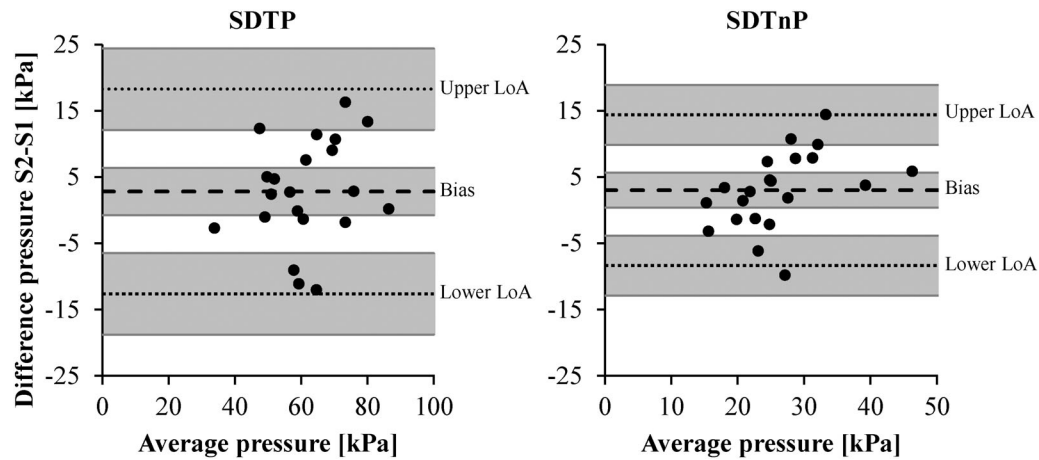 SDTP
SDTnP
Difference pressure S2-S1 [kPa]
25
15
5
-5
-15
-25
Upper LoA
Bias
Lower LoA
0
20
40
60
80
100
Average pressure [kPa]
25
15
5
-5
-15
-25
Upper LoA
Bias
Lower LoA
0
10
20
30
40
50
Average pressure [kPa]